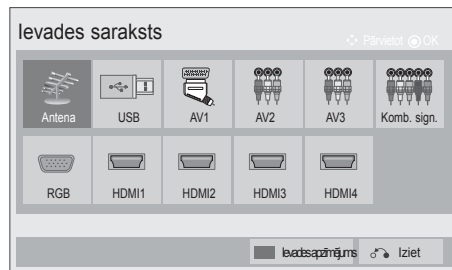 Ievades saraksts
Pārvietot OK
Antena USB AV1 AV2 AV3 Komb. sign.
RGB HDMI1 HDMI2 HDMI3 HDMI4
Ievades apzīmējums Iziet